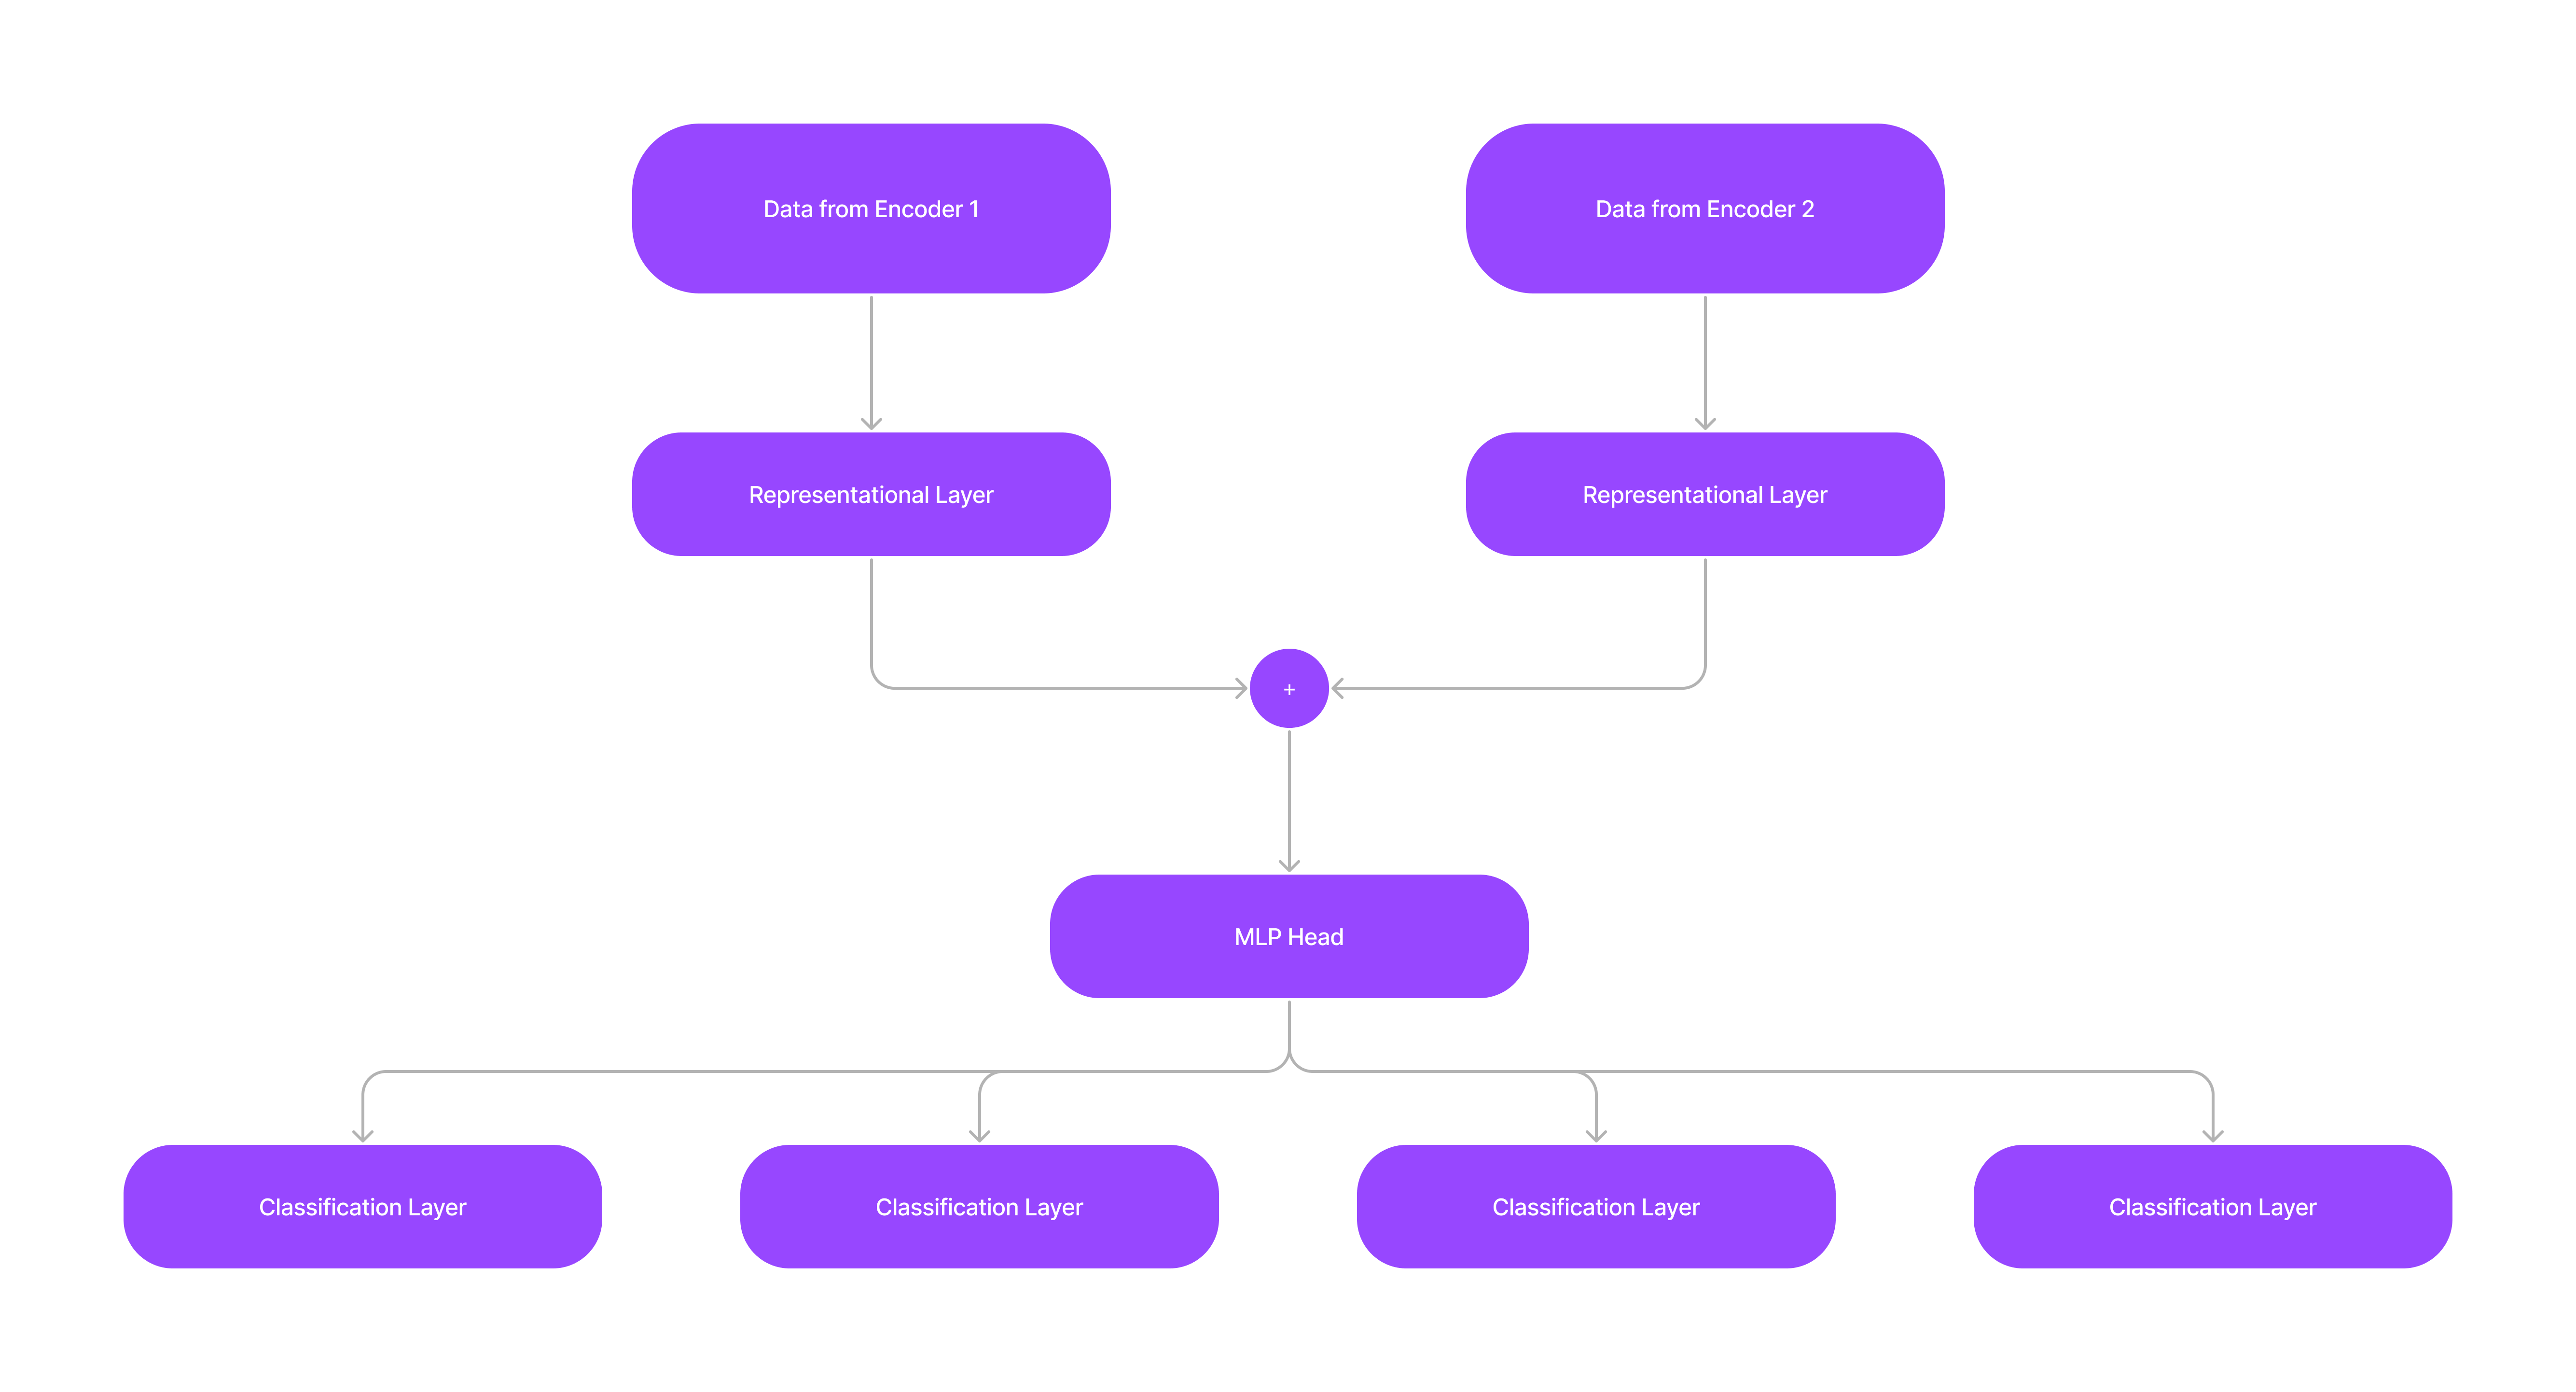 Data from Encoder 1
Data from Encoder 2
Representational Layer
Representational Layer
+
MLP Head
Classification Layer
Classification Layer
Classification Layer
Classification Layer